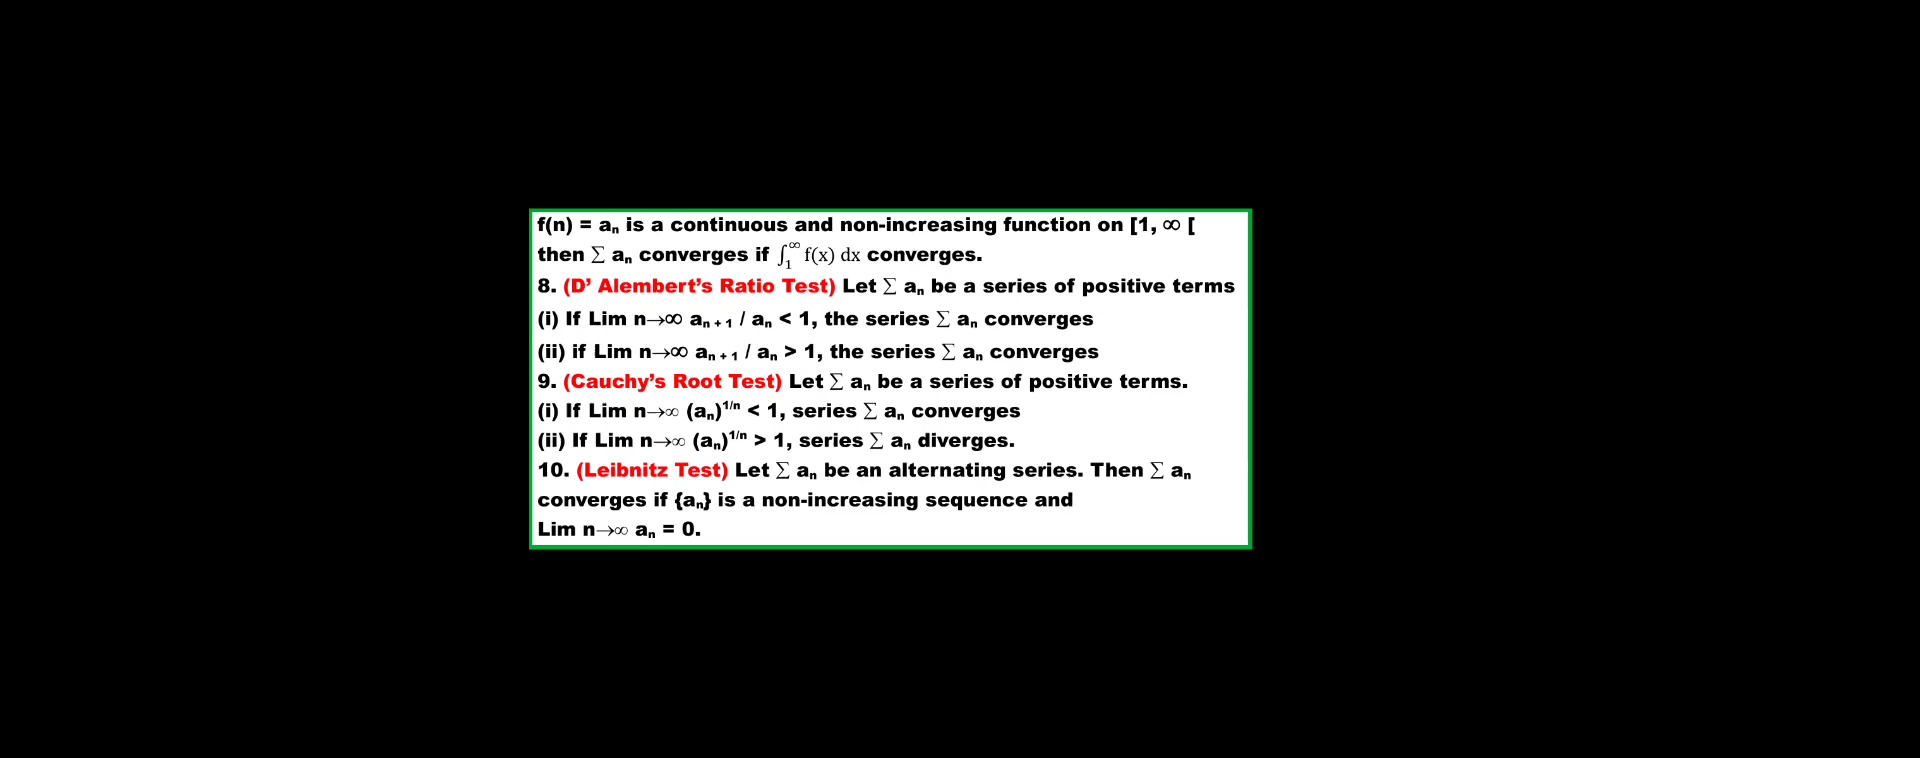 f(n) = aₙ is a continuous and non-increasing function on [1, ∞ [
then ∑ aₙ converges if ∫₁^∞ f(x) dx converges.
8. (D’ Alembert’s Ratio Test) Let ∑ aₙ be a series of positive terms
(i) If Lim n→∞ aₙ ₊ ₁ / aₙ < 1, the series ∑ aₙ converges
(ii) if Lim n→∞ aₙ ₊ ₁ / aₙ > 1, the series ∑ aₙ converges
9. (Cauchy’s Root Test) Let ∑ aₙ be a series of positive terms.
(i) If Lim n→∞ (aₙ)¹/ⁿ < 1, series ∑ aₙ converges
(ii) If Lim n→∞ (aₙ)¹/ⁿ > 1, series ∑ aₙ diverges.
10. (Leibnitz Test) Let ∑ aₙ be an alternating series. Then ∑ aₙ
converges if {aₙ} is a non-increasing sequence and
Lim n→∞ aₙ = 0.